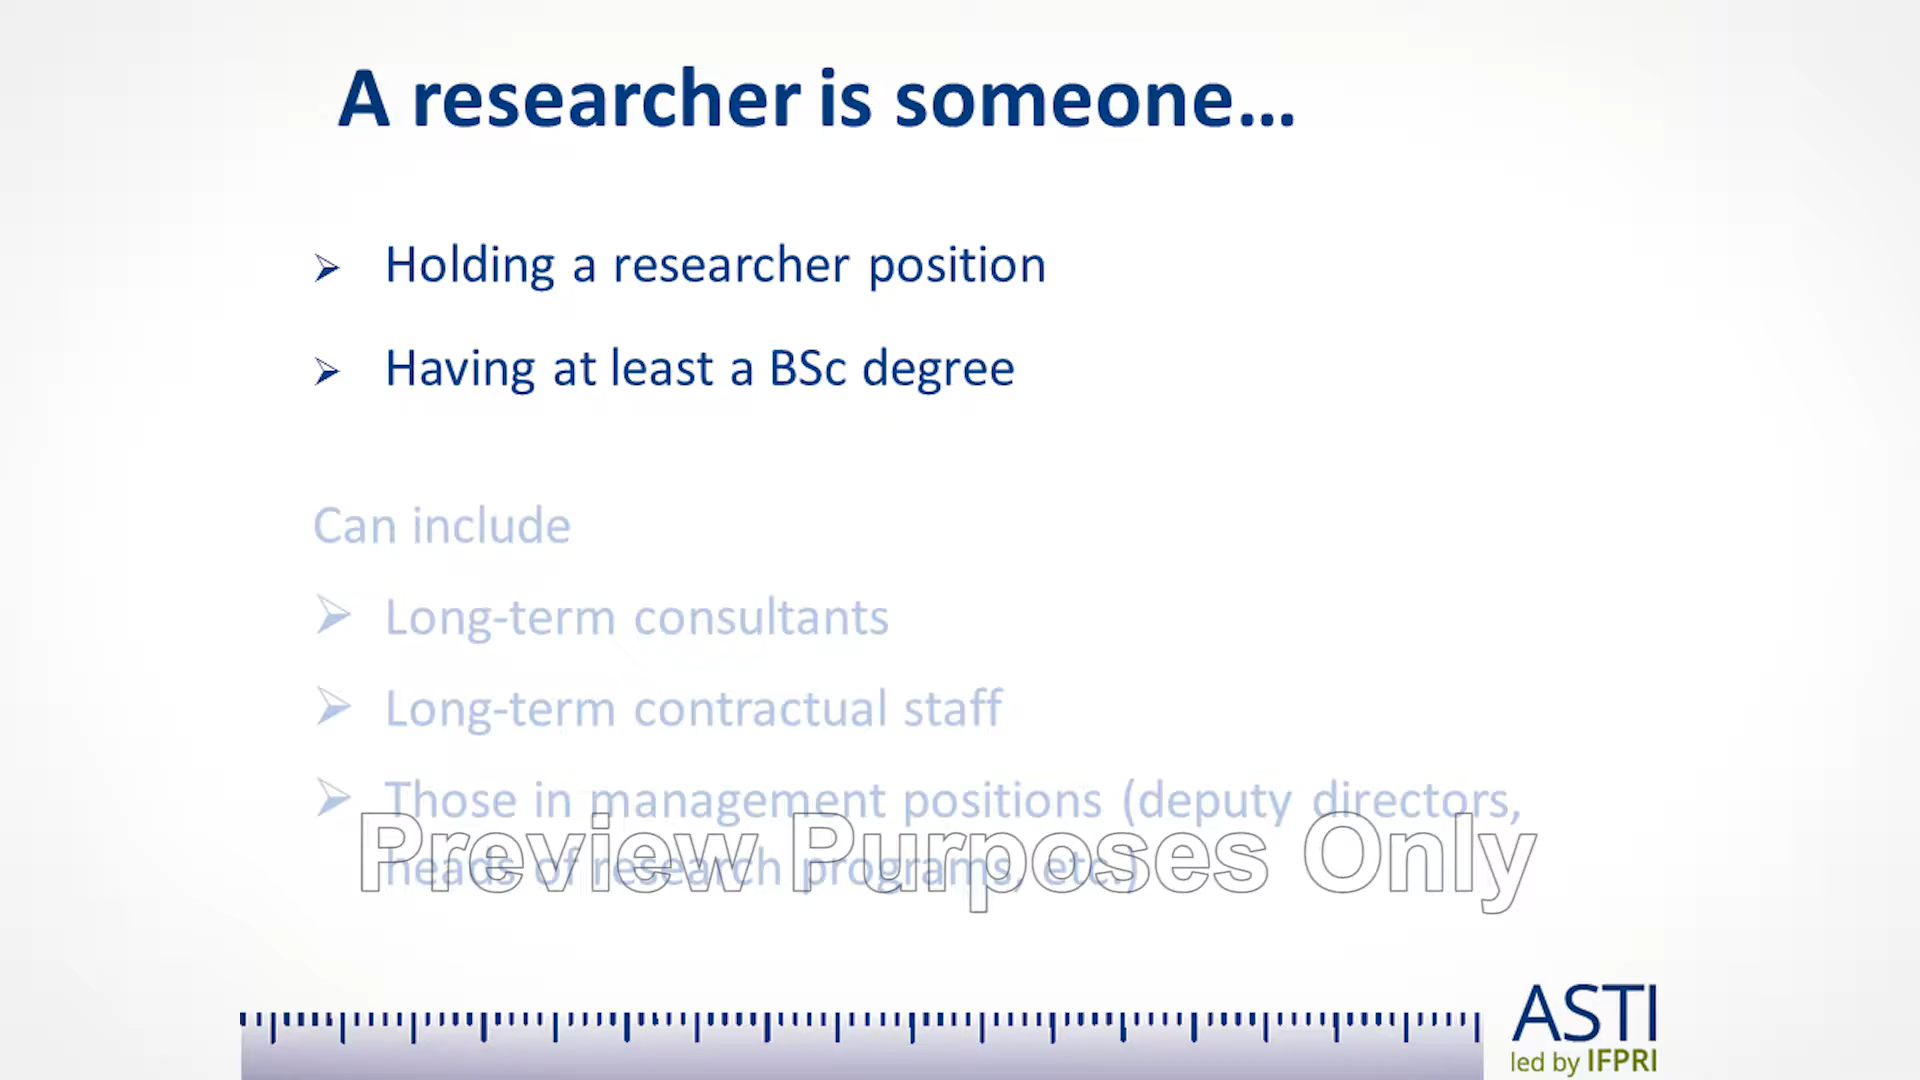 A researcher is someone...
Holding a researcher position
Having at least a BSc degree
Can include
Long-term consultants
Long-term contractual staff
Those in management positions (deputy directors,
heads of research programs, etc.)
Preview Purposes Only
ASTI
led by IFPRI